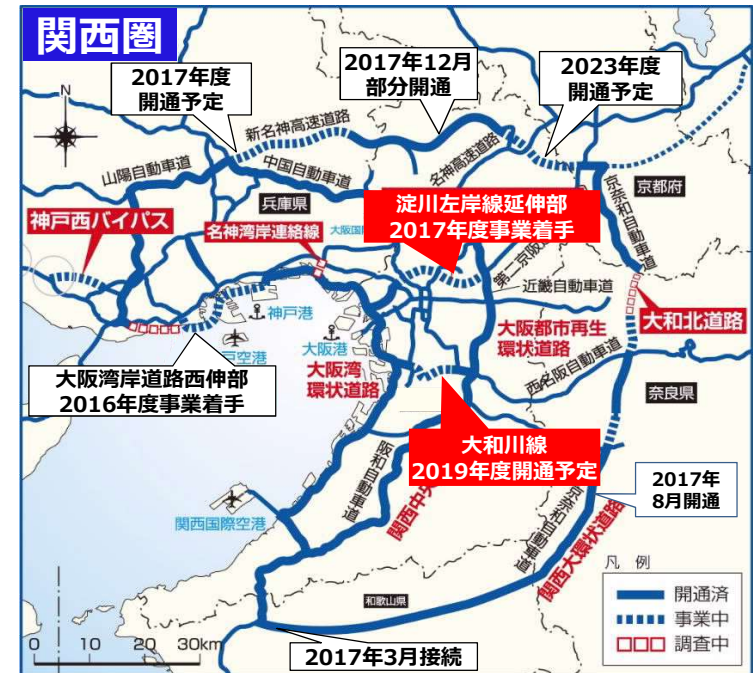 関西圏
2017年度
開通予定
2017年12月
部分開通
2023年度
開通予定
N
新名神高速道路
名神高速道路
山陽自動車道
中国自動車道
京都府
兵庫県
京奈和自動車道
神戸西バイパス
名神湾岸連絡線
淀川左岸線延伸部
2017年度事業着手
第二京阪
近畿自動車道
神戸港
大阪港
大阪都市再生
環状道路
大和北道路
大阪湾
環状道路
西名阪自動車道
大阪湾岸道路西伸部
2016年度事業着手
奈良県
大和川線
2019年度開通予定
阪和自動車道
関西中央
2017年
8月開通
関西国際空港
京奈和自動車道
関西大環状道路
凡 例
開通済
事業中
調査中
和歌山県
0 10 20 30km
2017年3月接続